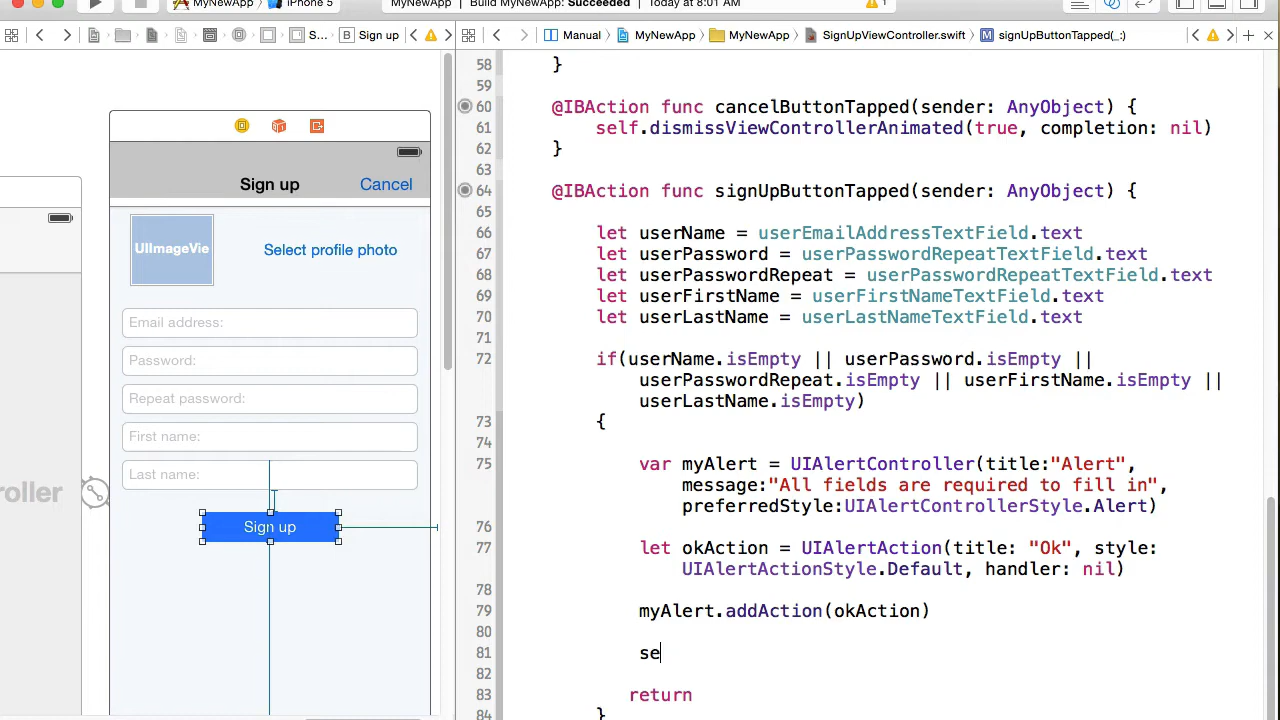 MyNewApp iPhone 5 MyNewApp Build MyNewApp: Succeeded Today at 8:01 AM 1
S... B Sign up Manual MyNewApp MyNewApp SignUpViewController.swift M signUpButtonTapped(_:)
Sign up Cancel
UIImageVie Select profile photo
Email address:
Password:
Repeat password:
First name:
Last name:
Sign up
roller
58 }
59
60 @IBAction func cancelButtonTapped(sender: AnyObject) {
61 self.dismissViewControllerAnimated(true, completion: nil)
62 }
63
64 @IBAction func signUpButtonTapped(sender: AnyObject) {
65
66 let userName = userEmailAddressTextField.text
67 let userPassword = userPasswordRepeatTextField.text
68 let userPasswordRepeat = userPasswordRepeatTextField.text
69 let userFirstName = userFirstNameTextField.text
70 let userLastName = userLastNameTextField.text
71
72 if(userName.isEmpty || userPassword.isEmpty ||
userPasswordRepeat.isEmpty || userFirstName.isEmpty ||
userLastName.isEmpty)
73 {
74
75 var myAlert = UIAlertController(title:"Alert",
message:"All fields are required to fill in",
preferredStyle:UIAlertControllerStyle.Alert)
76
77 let okAction = UIAlertAction(title: "Ok", style:
UIAlertActionStyle.Default, handler: nil)
78
79 myAlert.addAction(okAction)
80
81 se
82
83 return
84 }